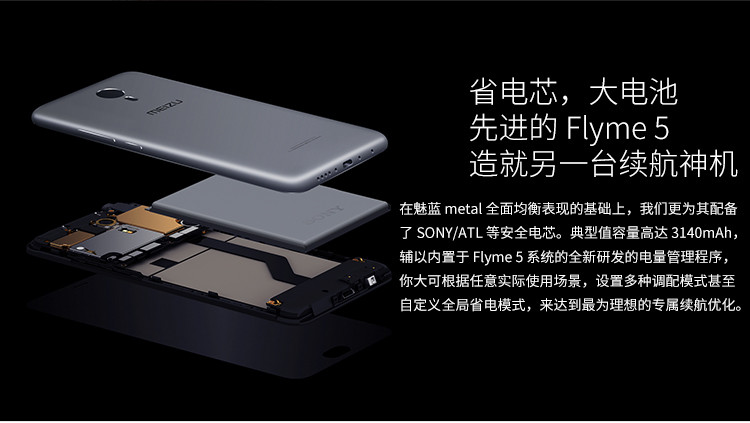 省电芯，大电池
先进的 Flyme 5
造就另一台续航神机
在魅蓝 metal 全面均衡表现的基础上，我们更为其配备
了 SONY/ATL 等安全电芯。典型值容量高达 3140mAh，
辅以内置于 Flyme 5 系统的全新研发的电量管理程序，
你大可根据任意实际使用场景，设置多种调配模式甚至
自定义全局省电模式，来达到最为理想的专属续航优化。
MEIZU
SONY